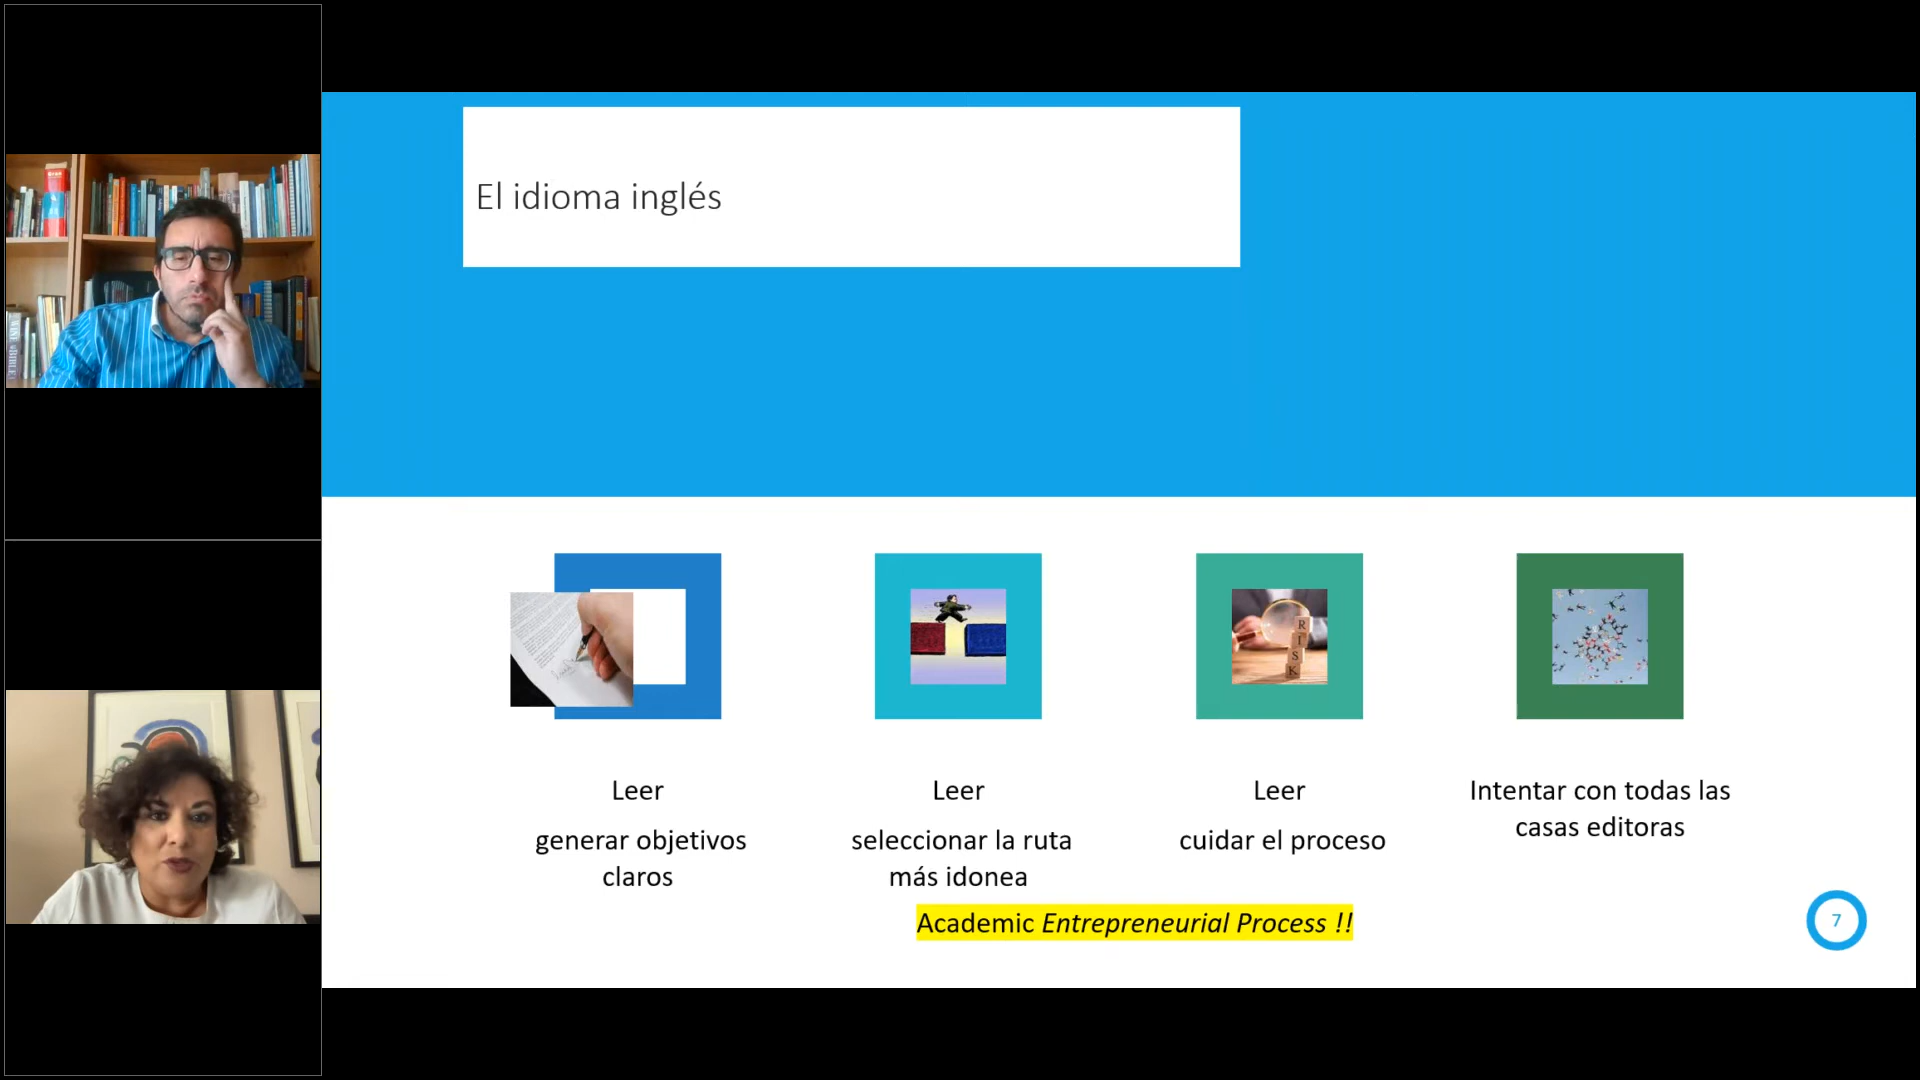 El idioma inglés
Leer
generar objetivos
claros
Leer
seleccionar la ruta
más idonea
Leer
cuidar el proceso
Intentar con todas las
casas editoras
Academic Entrepreneurial Process !!
7
R
I
S
K